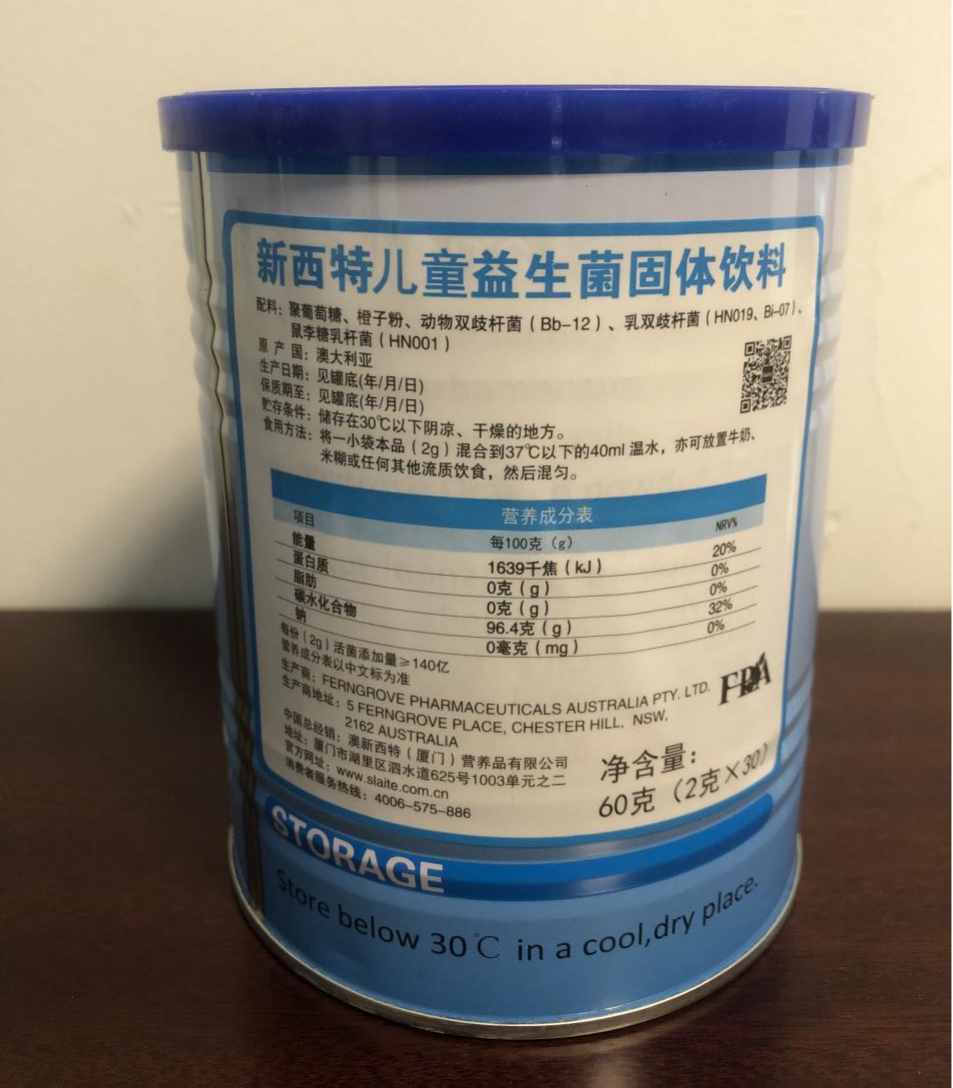 新西特儿童益生菌固体饮料
配料：聚葡萄糖、橙子粉、动物双歧杆菌（Bb-12）、乳双歧杆菌（HN019、Bi-07）、
鼠李糖乳杆菌（HN001）
原 产 国：澳大利亚
生产日期：见罐底(年/月/日)
保质期至：见罐底(年/月/日)
贮存条件：储存在30℃以下阴凉、干燥的地方。
食用方法：将一小袋本品（2g）混合到37℃以下的40ml 温水，亦可放置牛奶、
米糊或任何其他流质饮食，然后混匀。
营养成分表
项目 每100克（g） NRV%
能量 1639千焦（kJ） 20%
蛋白质 0克（g） 0%
脂肪 0克（g） 0%
碳水化合物 96.4克（g） 32%
钠 0毫克（mg） 0%
每份（2g）活菌添加量≥140亿
营养成分表以中文标为准
生产商：FERNGROVE PHARMACEUTICALS AUSTRALIA PTY. LTD.
生产商地址：5 FERNGROVE PLACE, CHESTER HILL, NSW,
2162 AUSTRALIA
FPA
中国总经销：澳新西特（厦门）营养品有限公司
地址：厦门市湖里区泗水道625号1003单元之二
官方网址：www.slaite.com.cn
消费者服务热线：4006-575-886
净含量：
60克（2克×30）
STORAGE
Store below 30℃ in a cool,dry place.